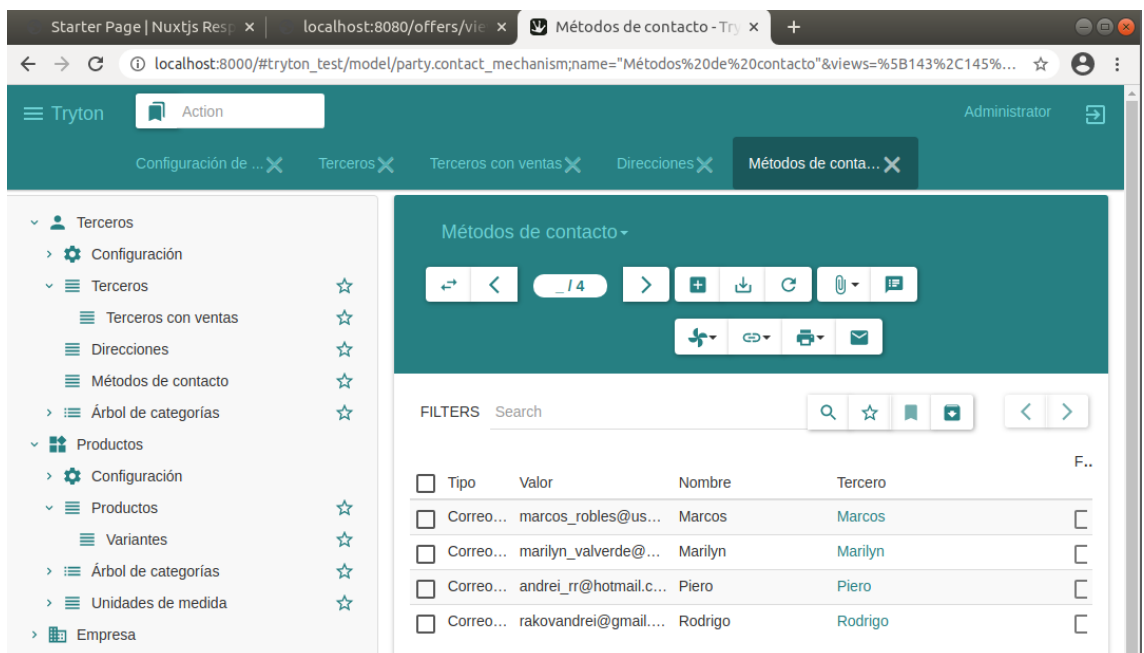 Starter Page | Nuxtjs Resp
localhost:8080/offers/vie
Métodos de contacto - Try
localhost:8000/#tryton_test/model/party.contact_mechanism;name="Métodos%20de%20contacto"&views=%5B143%2C145%...
Tryton
Action
Administrator
Configuración de ...
Terceros
Terceros con ventas
Direcciones
Métodos de conta...
Terceros
Configuración
Terceros
Terceros con ventas
Direcciones
Métodos de contacto
Árbol de categorías
Productos
Configuración
Productos
Variantes
Árbol de categorías
Unidades de medida
Empresa
Métodos de contacto
_ / 4
FILTERS Search
Tipo Valor Nombre Tercero F..
Correo... marcos_robles@us... Marcos Marcos
Correo... marilyn_valverde@... Marilyn Marilyn
Correo... andrei_rr@hotmail.c... Piero Piero
Correo... rakovandrei@gmail.... Rodrigo Rodrigo